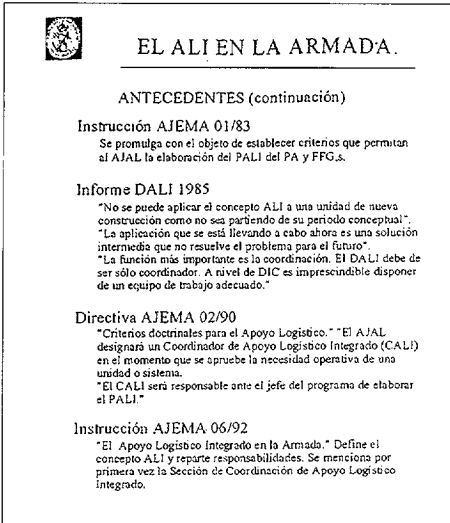 EL ALI EN LA ARMADA.
ANTECEDENTES (continuación)
Instrucción AJEMA 01/83
Se promulga con el objeto de establecer criterios que permitan
al AJAL la elaboración del PALI del PA y FFG,s.
Informe DALI 1985
"No se puede aplicar el concepto ALI a una unidad de nueva
construcción como no sea partiendo de su periodo conceptual".
"La aplicación que se está llevando a cabo ahora es una solución
intermedia que no resuelve el problema para el futuro".
"La función más importante es la coordinación. El DALI debe de
ser sólo coordinador. A nivel de DIC es imprescindible disponer
de un equipo de trabajo adecuado."
Directiva AJEMA 02/90
"Criterios doctrinales para el Apoyo Logístico." "El AJAL
designará un Coordinador de Apoyo Logístico Integrado (CALI)
en el momento que se apruebe la necesidad operativa de una
unidad o sistema.
"El CALI será responsable ante el jefe del programa de elaborar
el PALI."
Instrucción AJEMA 06/92
"El Apoyo Logístico Integrado en la Armada." Define el
concepto ALI y reparte responsabilidades. Se menciona por
primera vez la Sección de Coordinación de Apoyo Logístico
Integrado.